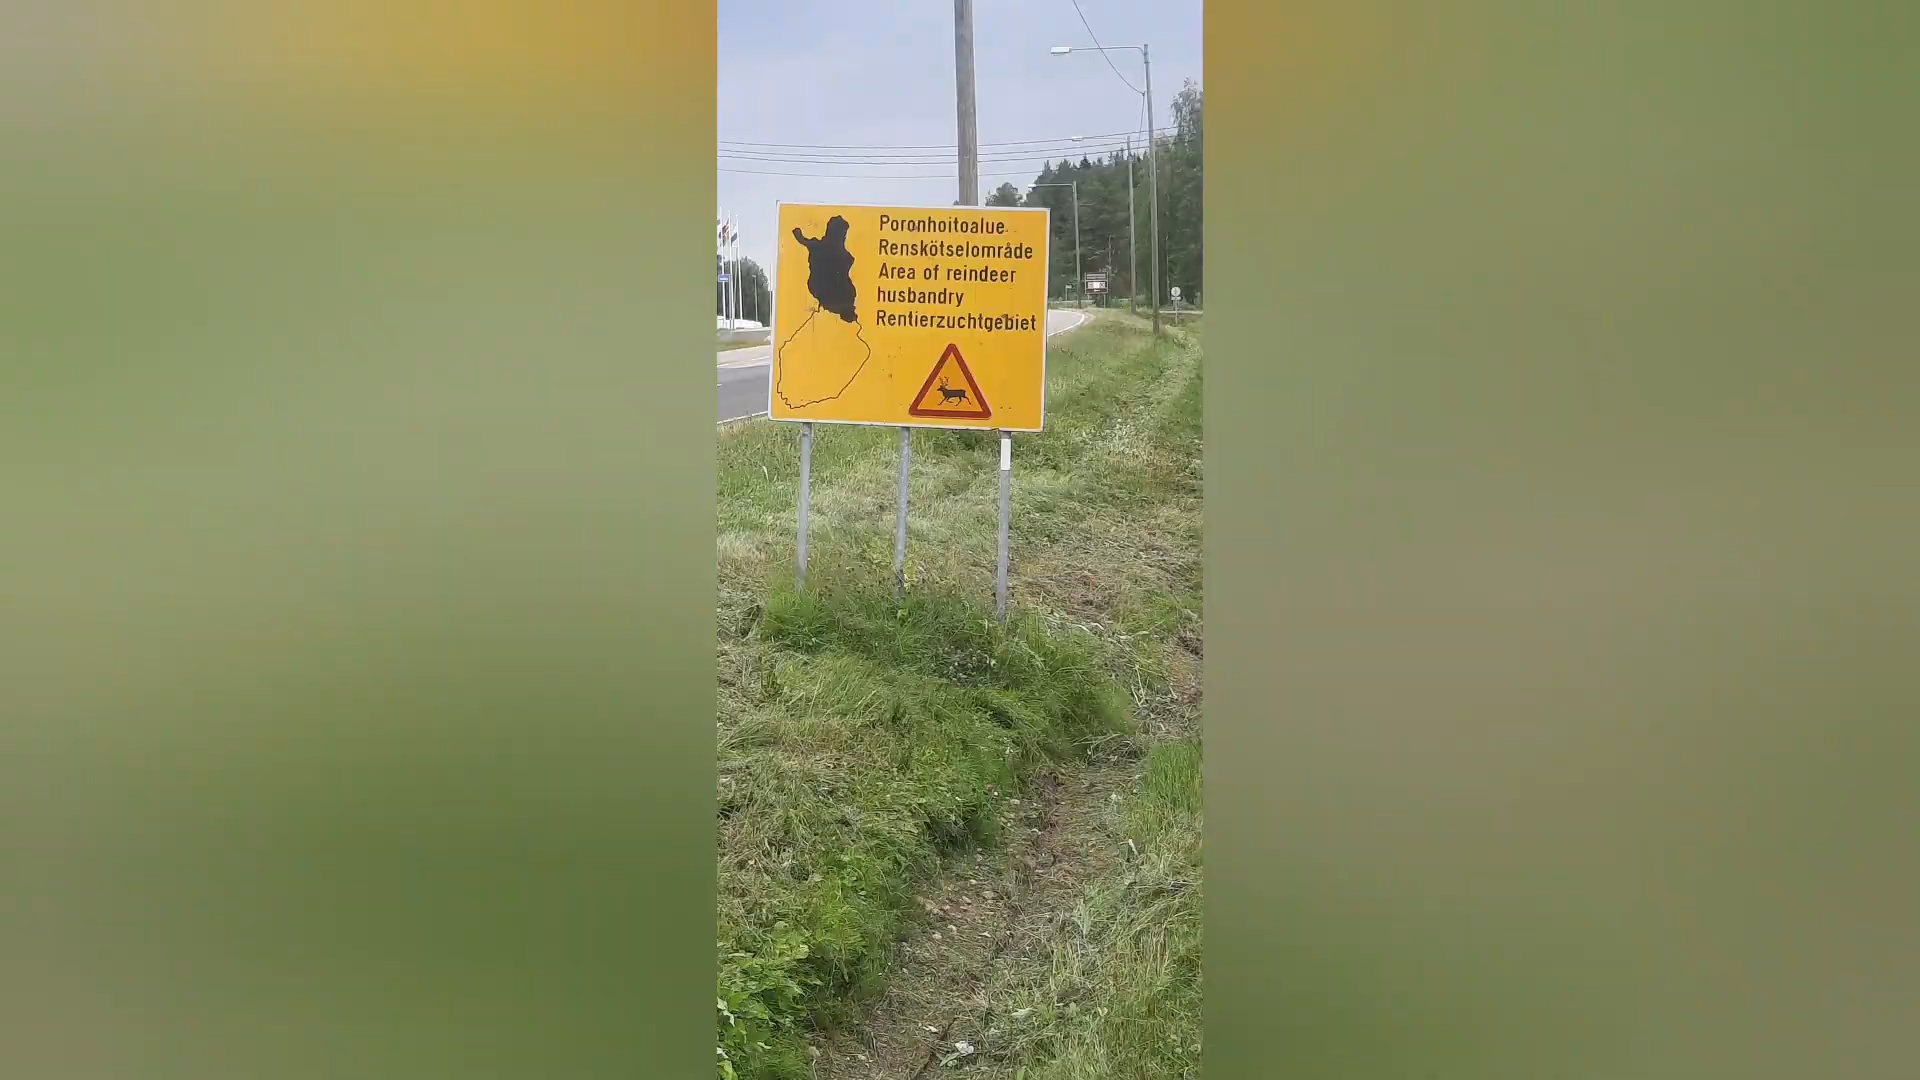 Poronhoitoalue
Renskötselområde
Area of reindeer
husbandry
Rentierzuchtgebiet